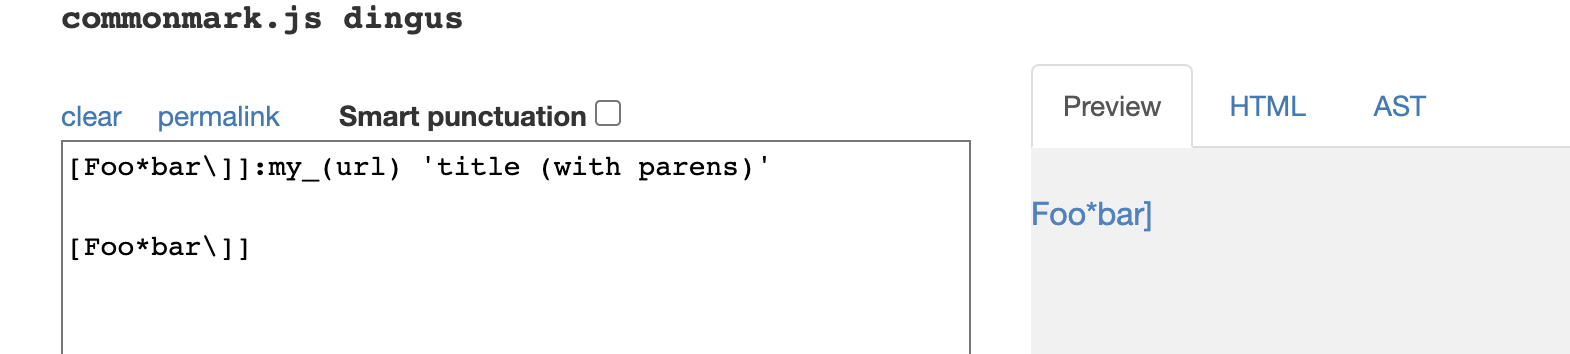 commonmark.js dingus
clear permalink Smart punctuation
[Foo*bar\]]:my_(url) 'title (with parens)'
[Foo*bar\]]
Preview HTML AST
Foo*bar]